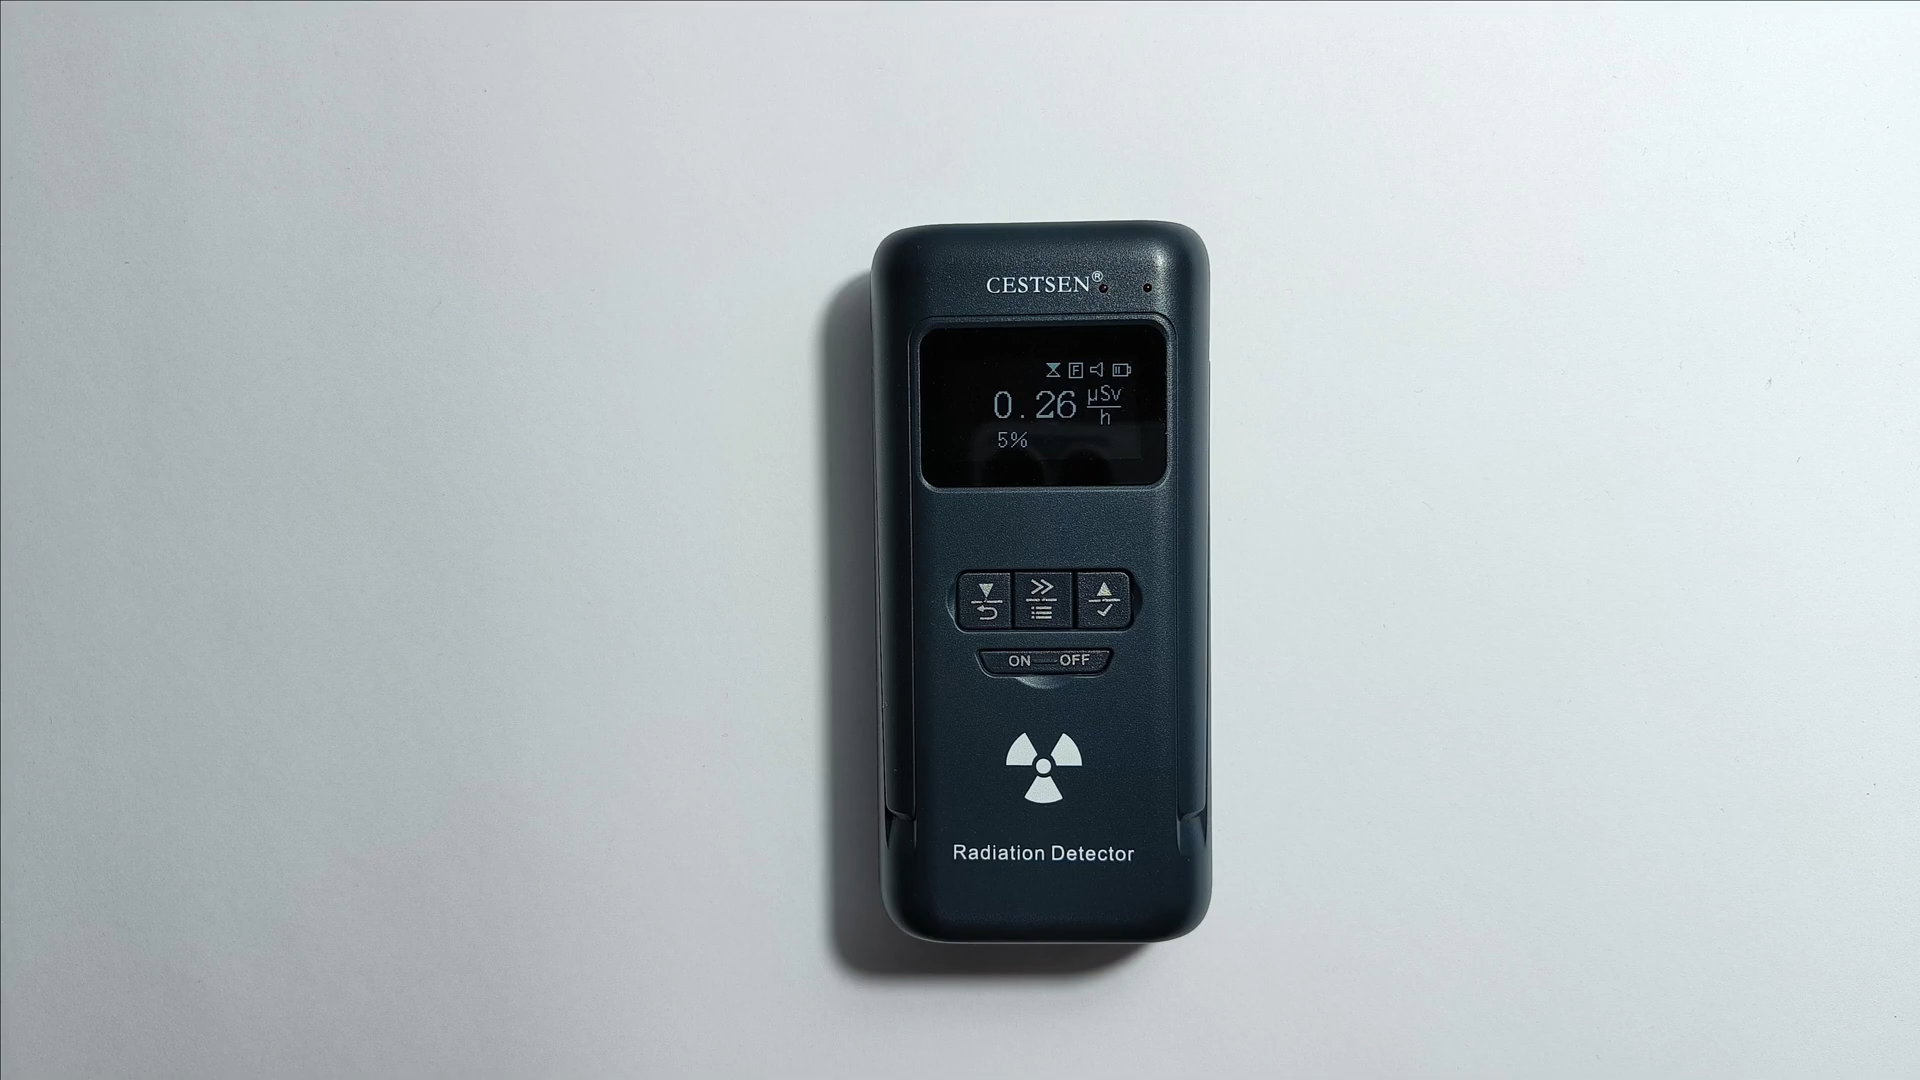 CESTSEN®
F
0.26 µSv/h
5%
ON OFF
Radiation Detector